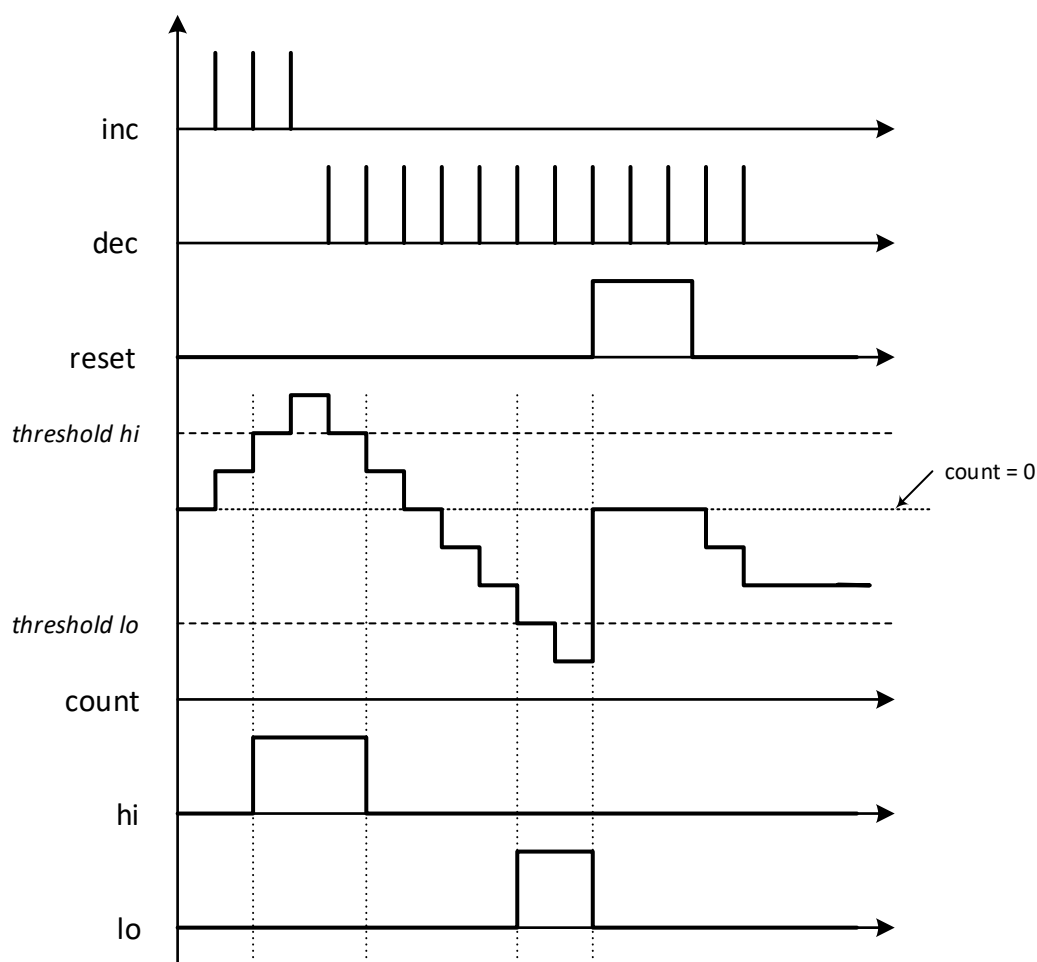 inc
dec
reset
threshold hi
count = 0
threshold lo
count
hi
lo